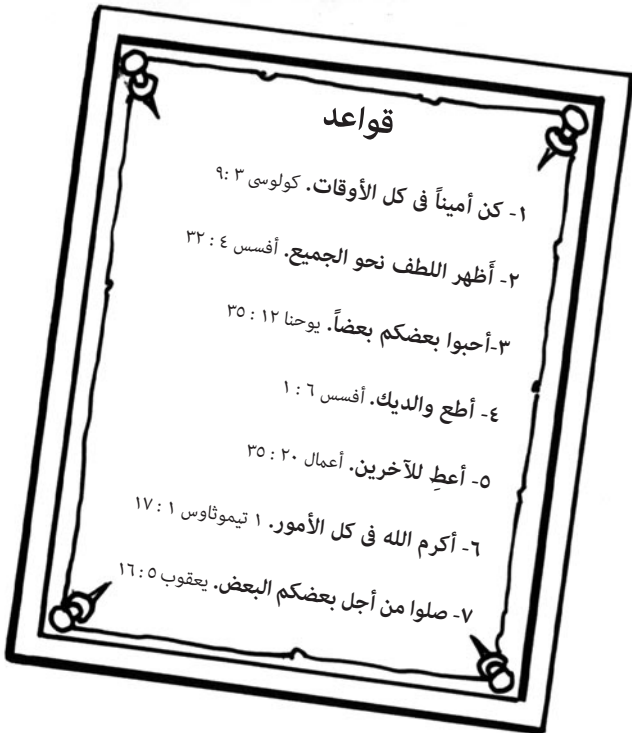 قواعد
١- كن أميناً فى كل الأوقات. كولوسى ٣ :٩
٢- أَظهر اللطف نحو الجميع. أفسس ٤ : ٣٢
٣-أحبوا بعضكم بعضاً. يوحنا ١٢ : ٣٥
٤- أطع والديك. أفسس ٦ : ١
٥- أعطِ للآخرين. أعمال ٢٠ : ٣٥
٦- أكرم الله فى كل الأمور. ١ تيموثاوس ١ : ١٧
٧- صلوا من أجل بعضكم البعض. يعقوب ٥ :١٦